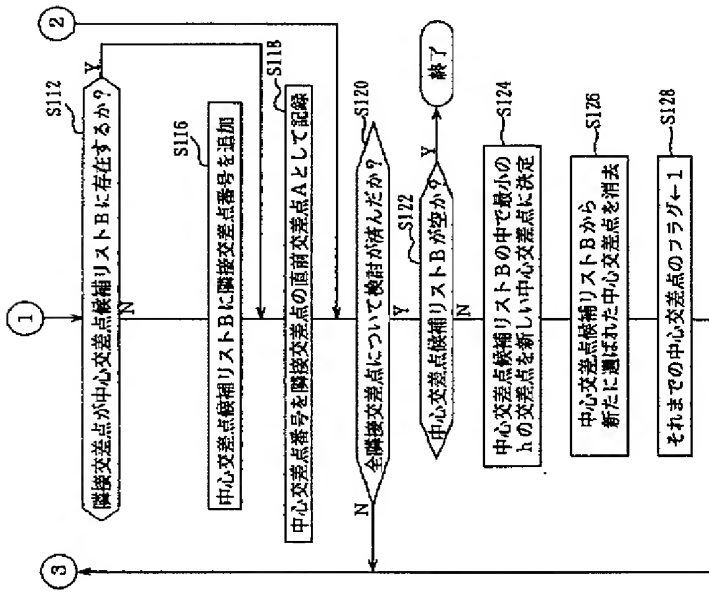 ①
②
S112
隣接交差点が中心交差点候補リストBに存在するか?
Y
N
S116
中心交差点候補リストBに隣接交差点番号を追加
S118
中心交差点番号を隣接交差点の直前交差点Aとして記録
S120
全隣接交差点について検討が済んだか?
N
Y
S122
中心交差点候補リストBが空か?
Y
終了
N
S124
中心交差点候補リストBの中で最小の
hの交差点を新しい中心交差点に決定
S126
中心交差点候補リストBから
新たに選ばれた中心交差点を消去
S128
それまでの中心交差点のフラグ←1
③